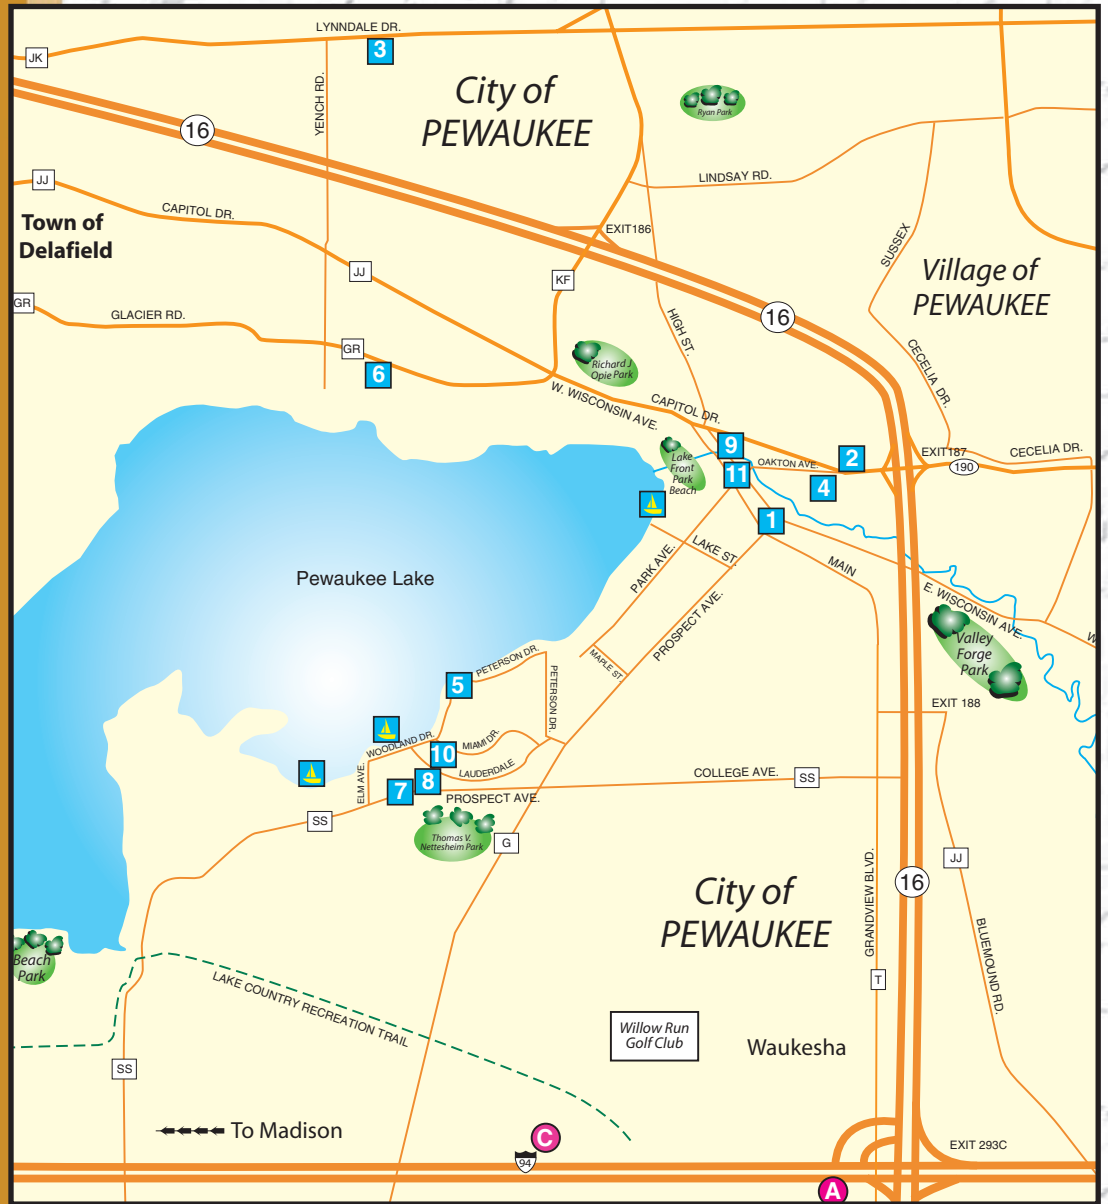 LYNNDALE DR.
JK
3
YENCH RD.
City of
PEWAUKEE
Ryan Park
16
JJ
CAPITOL DR.
LINDSAY RD.
Town of
Delafield
EXIT186
SUSSEX
JJ
KF
Village of
PEWAUKEE
GR
GLACIER RD.
16
HIGH ST.
GR
6
Richard J
Opie Park
CECELIA DR.
W. WISCONSIN AVE.
CAPITOL DR.
9
2
EXIT187
190
CECELIA DR.
Lake
Front
Park
Beach
OAKTON AVE.
11
4
1
PARK AVE.
LAKE ST.
MAIN
Pewaukee Lake
E. WISCONSIN AVE.
PROSPECT AVE.
Valley
Forge
Park
W
MAPLE ST
PETERSON DR.
5
PETERSON DR.
EXIT 188
WOODLAND DR.
10
MIAMI DR.
LAUDERDALE
ELM AVE.
7
8
PROSPECT AVE.
COLLEGE AVE.
SS
SS
Thomas V.
Nettesheim Park
G
JJ
GRANDVIEW BLVD.
16
City of
PEWAUKEE
BLUEMOUND RD.
Beach
Park
LAKE COUNTRY RECREATION TRAIL
T
Willow Run
Golf Club
Waukesha
SS
To Madison
C
94
EXIT 293C
A